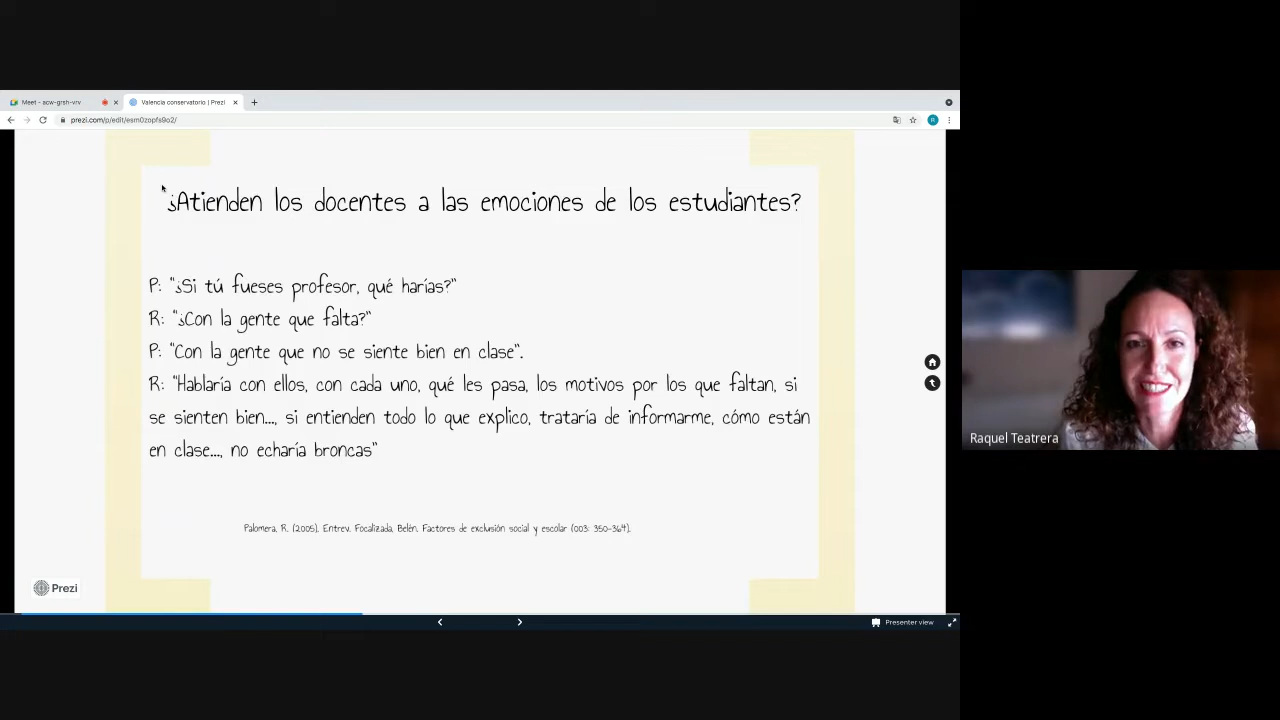 Meet - acw-grsh-vrv
Valencia conservatorio | Prezi
prezi.com/p/edit/esm0zopfs9o2/
R
¿Atienden los docentes a las emociones de los estudiantes?
P: "¿Si tú fueses profesor, qué harías?"
R: "¿Con la gente que falta?"
P: "Con la gente que no se siente bien en clase".
R: "Hablaría con ellos, con cada uno, qué les pasa, los motivos por los que faltan, si
se sienten bien..., si entienden todo lo que explico, trataría de informarme, cómo están
en clase..., no echaría broncas"
Palomera, R. (2005). Entrev. Focalizada, Belén. Factores de exclusión social y escolar (003: 350-364).
Prezi
Presenter view
Raquel Teatrera